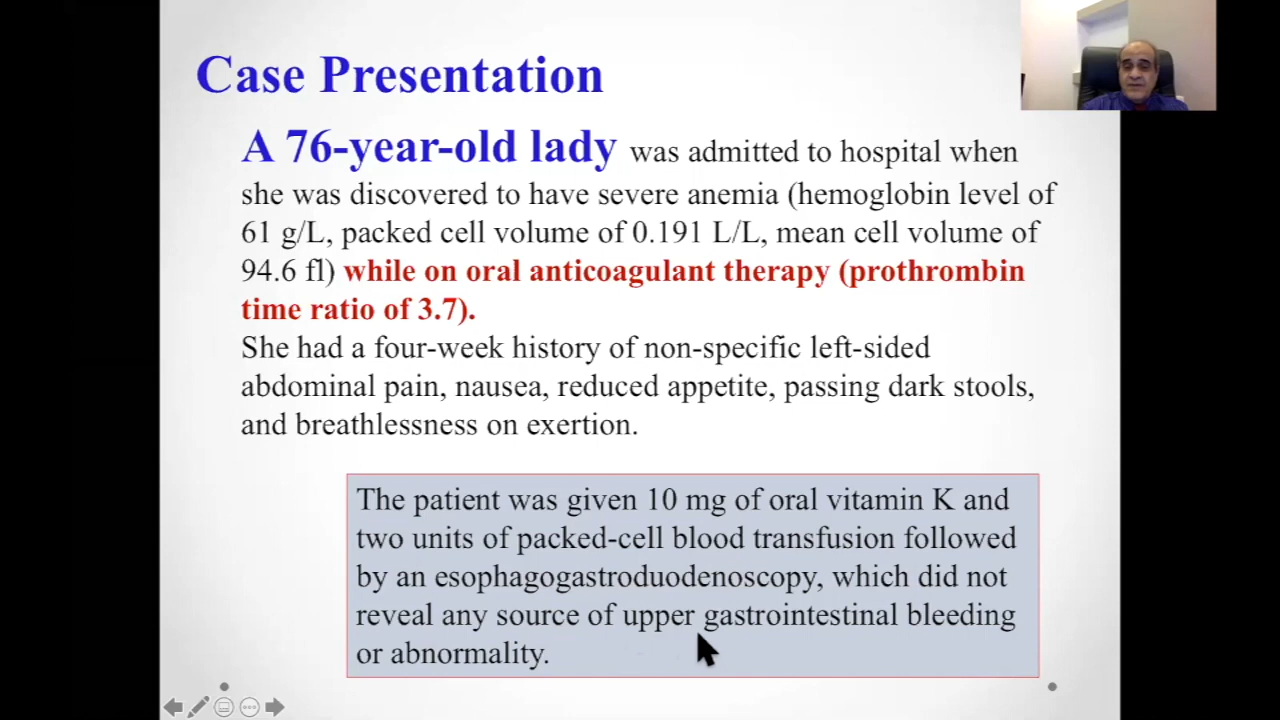 Case Presentation
A 76-year-old lady was admitted to hospital when
she was discovered to have severe anemia (hemoglobin level of
61 g/L, packed cell volume of 0.191 L/L, mean cell volume of
94.6 fl) while on oral anticoagulant therapy (prothrombin
time ratio of 3.7).
She had a four-week history of non-specific left-sided
abdominal pain, nausea, reduced appetite, passing dark stools,
and breathlessness on exertion.
The patient was given 10 mg of oral vitamin K and
two units of packed-cell blood transfusion followed
by an esophagogastroduodenoscopy, which did not
reveal any source of upper gastrointestinal bleeding
or abnormality.